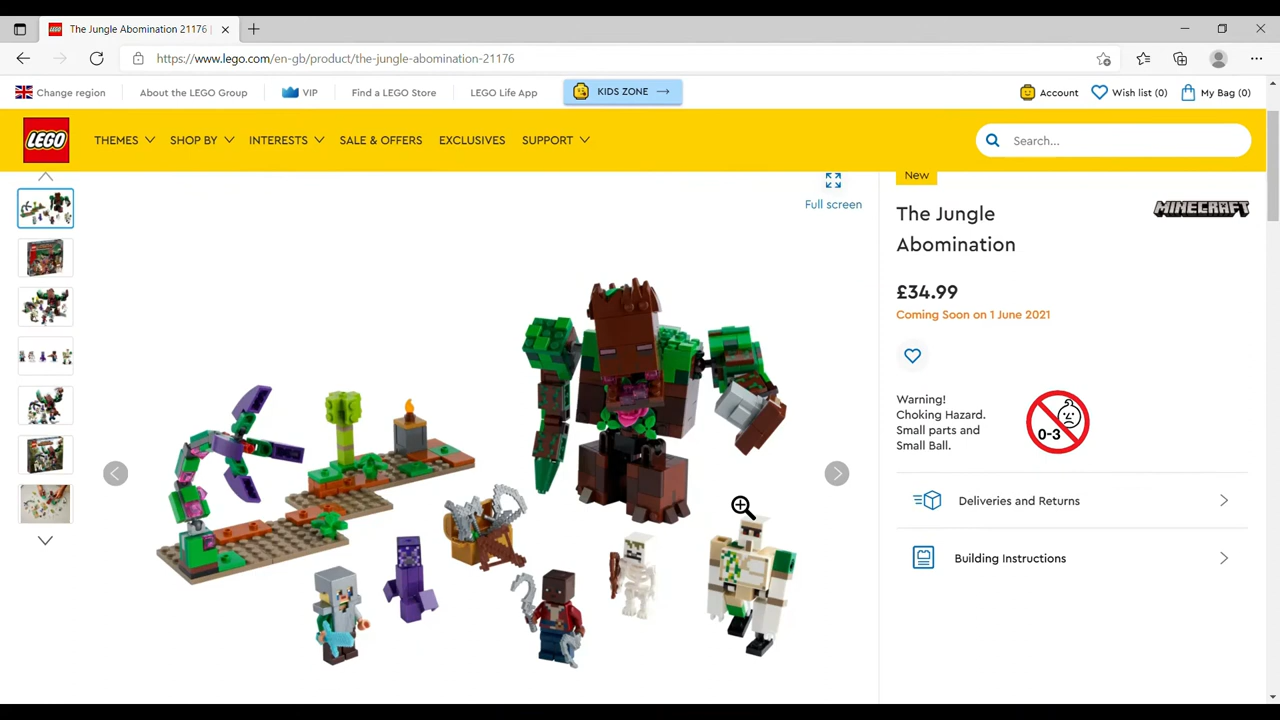 The Jungle Abomination 21176 |
https://www.lego.com/en-gb/product/the-jungle-abomination-21176
Change region
About the LEGO Group
VIP
Find a LEGO Store
LEGO Life App
KIDS ZONE
Account
Wish list (0)
My Bag (0)
LEGO
THEMES
SHOP BY
INTERESTS
SALE & OFFERS
EXCLUSIVES
SUPPORT
Search...
Full screen
New
The Jungle
Abomination
MINECRAFT
£34.99
Coming Soon on 1 June 2021
Warning!
Choking Hazard.
Small parts and
Small Ball.
0-3
Deliveries and Returns
Building Instructions